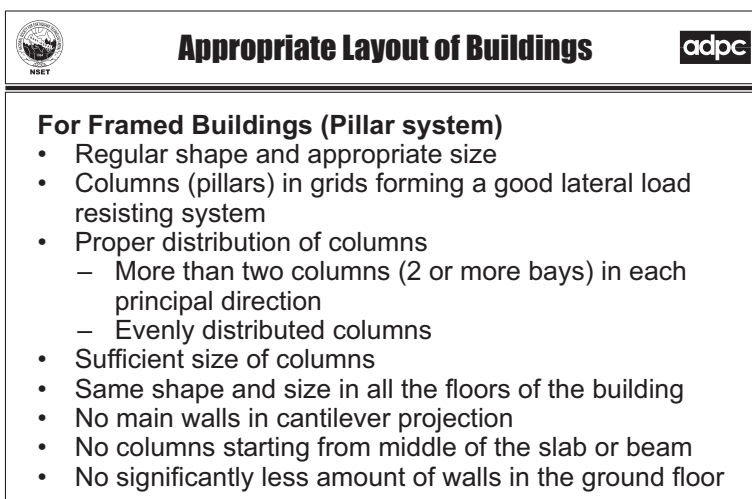 Appropriate Layout of Buildings
adpc
NSET
For Framed Buildings (Pillar system)
• Regular shape and appropriate size
• Columns (pillars) in grids forming a good lateral load
resisting system
• Proper distribution of columns
– More than two columns (2 or more bays) in each
principal direction
– Evenly distributed columns
• Sufficient size of columns
• Same shape and size in all the floors of the building
• No main walls in cantilever projection
• No columns starting from middle of the slab or beam
• No significantly less amount of walls in the ground floor